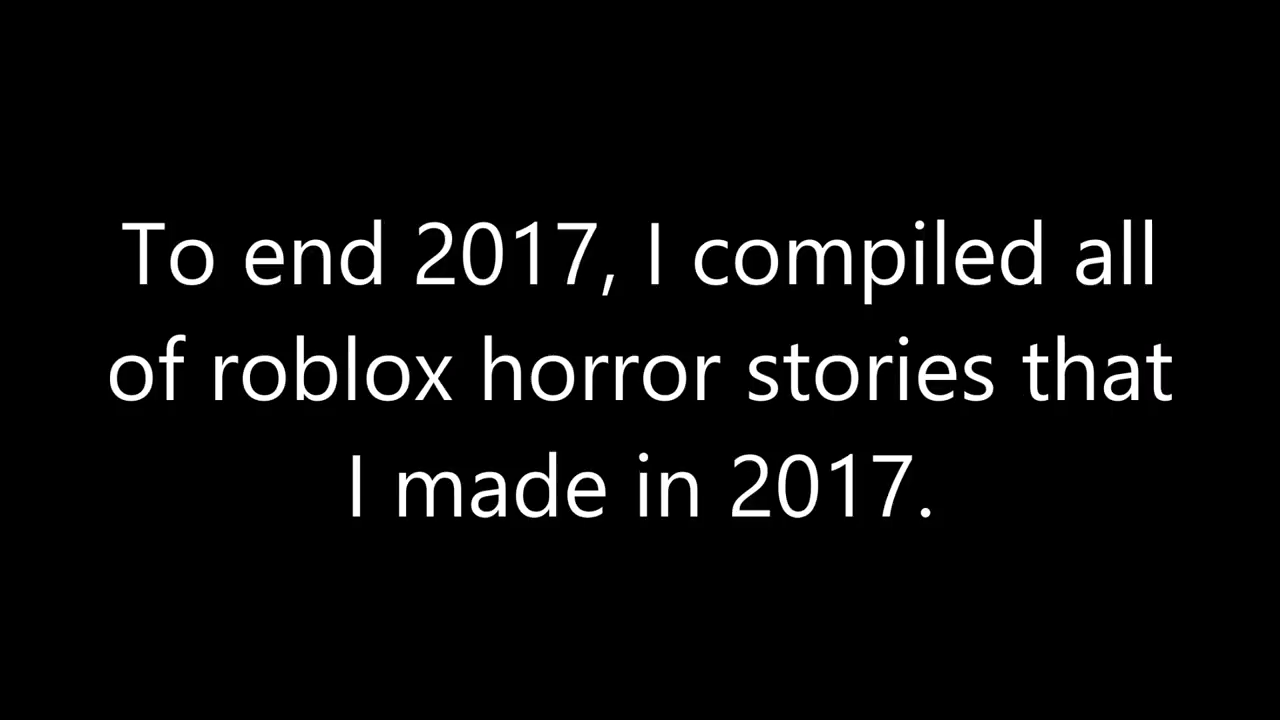 To end 2017, I compiled all
of roblox horror stories that
I made in 2017.